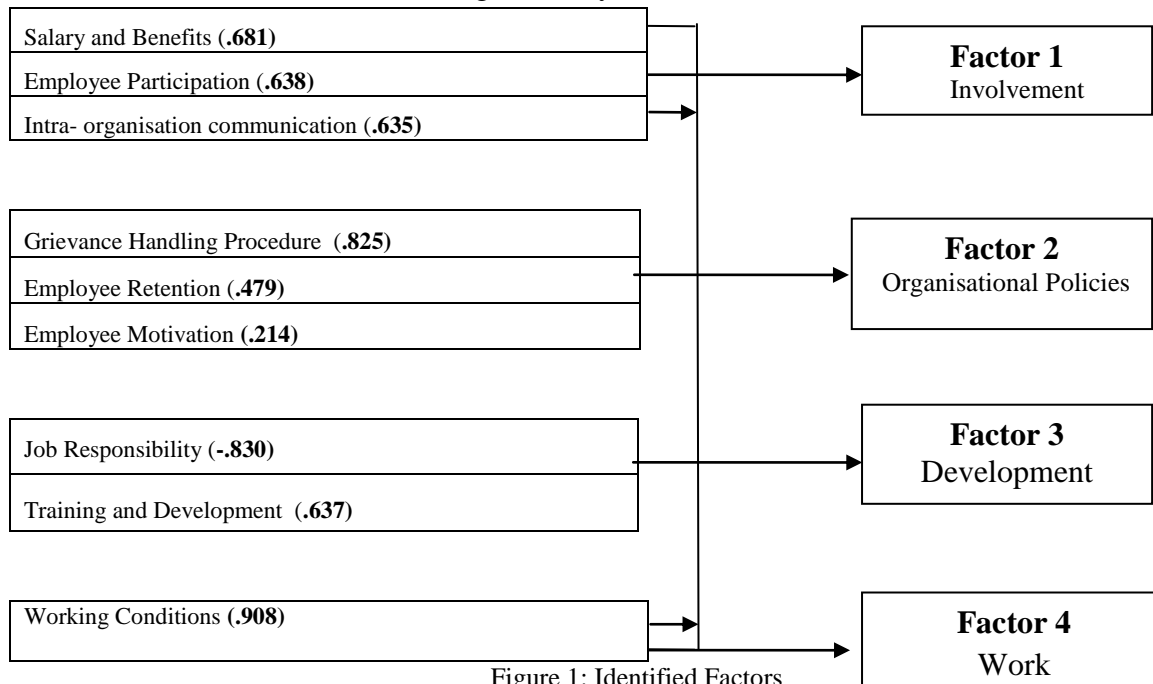 Salary and Benefits (.681)
Employee Participation (.638)
Intra- organisation communication (.635)
Factor 1
Involvement
Grievance Handling Procedure (.825)
Employee Retention (.479)
Employee Motivation (.214)
Factor 2
Organisational Policies
Job Responsibility (-.830)
Training and Development (.637)
Factor 3
Development
Working Conditions (.908)
Factor 4
Work
Figure 1: Identified Factors